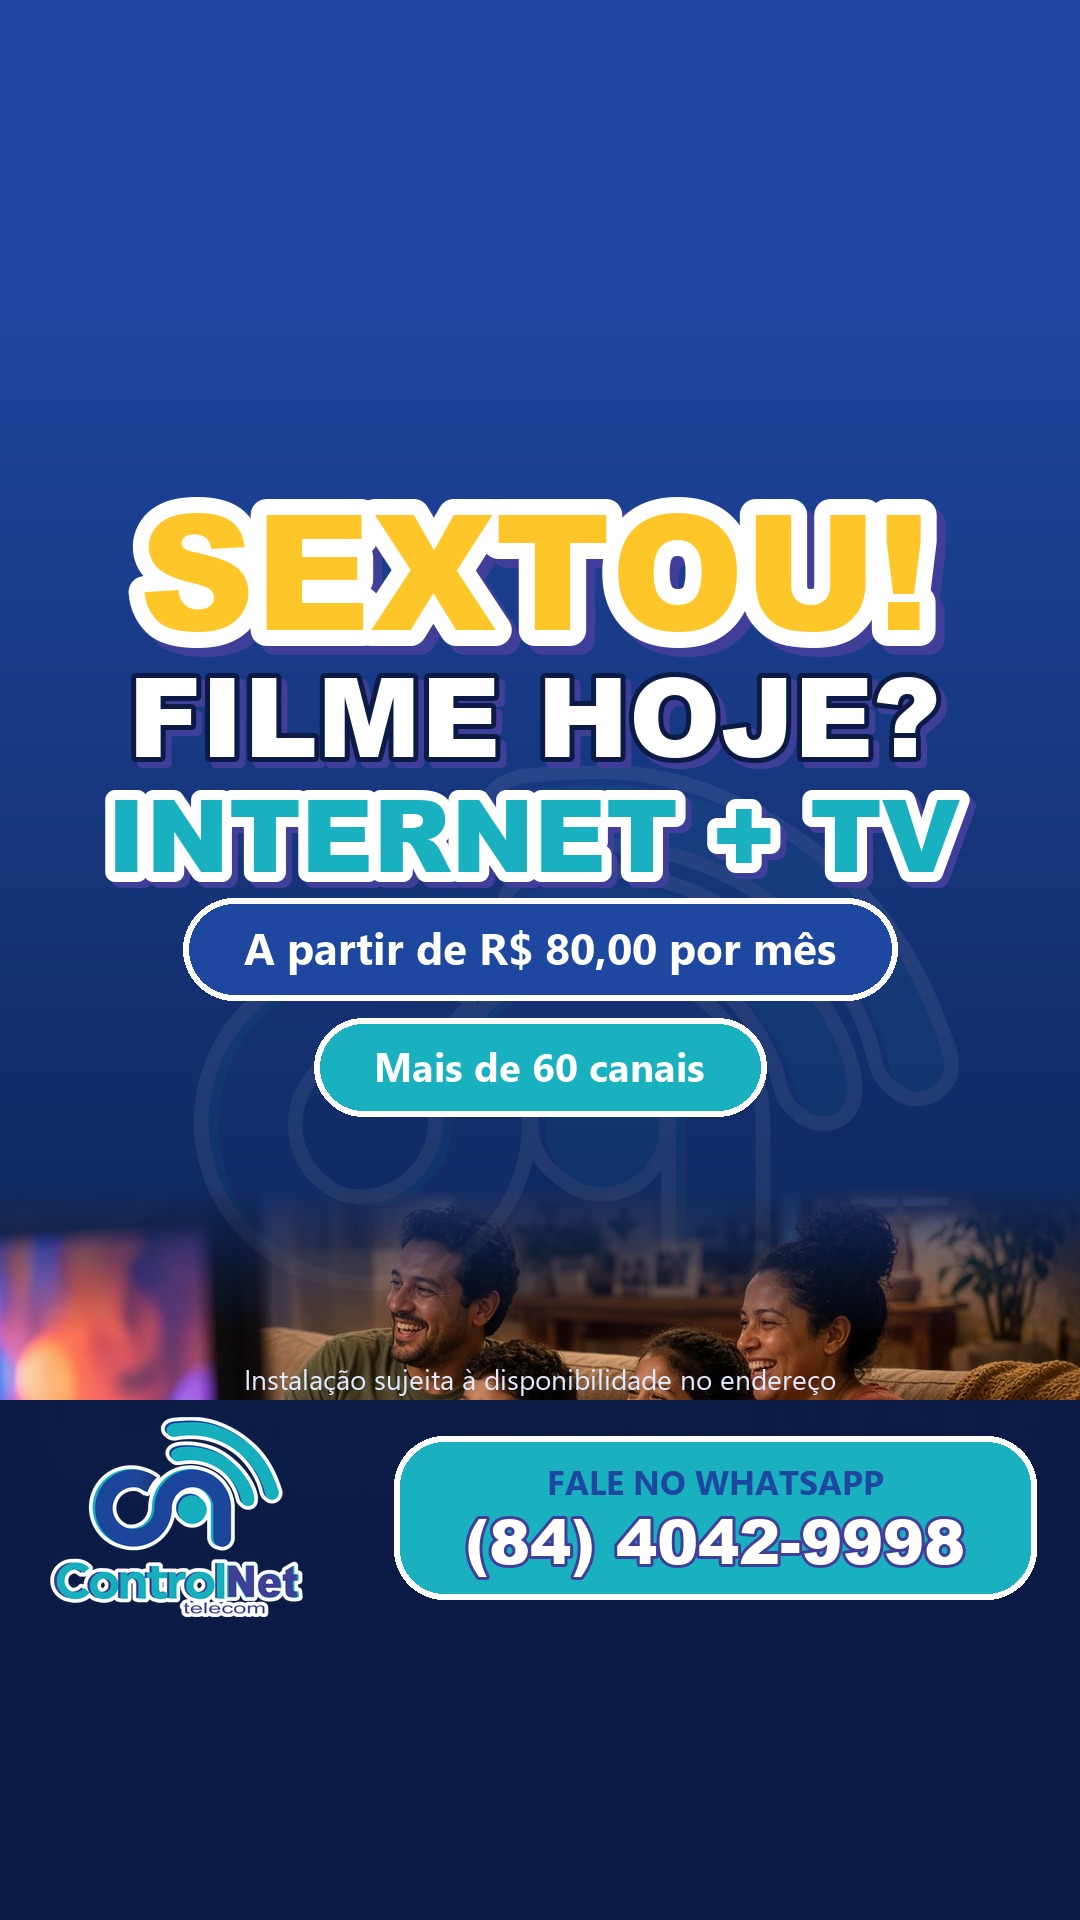 SEXTOU!
FILME HOJE?
INTERNET + TV
A partir de R$ 80,00 por mês
Mais de 60 canais
Instalação sujeita à disponibilidade no endereço
FALE NO WHATSAPP
(84) 4042-9998
ControlNet
telecom